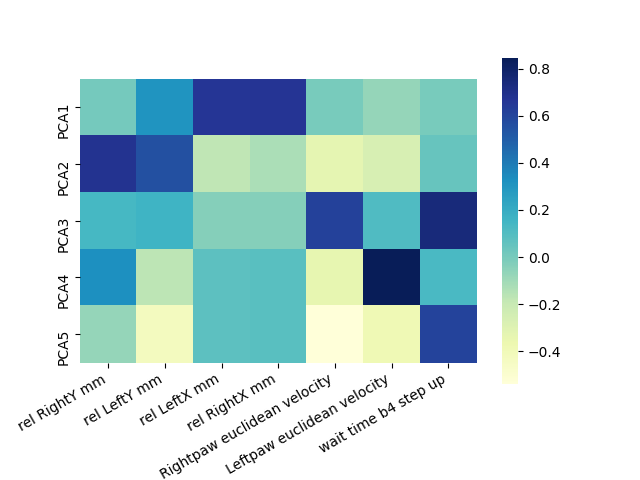 PCA1
PCA2
PCA3
PCA4
PCA5
rel RightY mm
rel LeftY mm
rel LeftX mm
rel RightX mm
Rightpaw euclidean velocity
Leftpaw euclidean velocity
wait time b4 step up
0.8
0.6
0.4
0.2
0.0
−0.2
−0.4